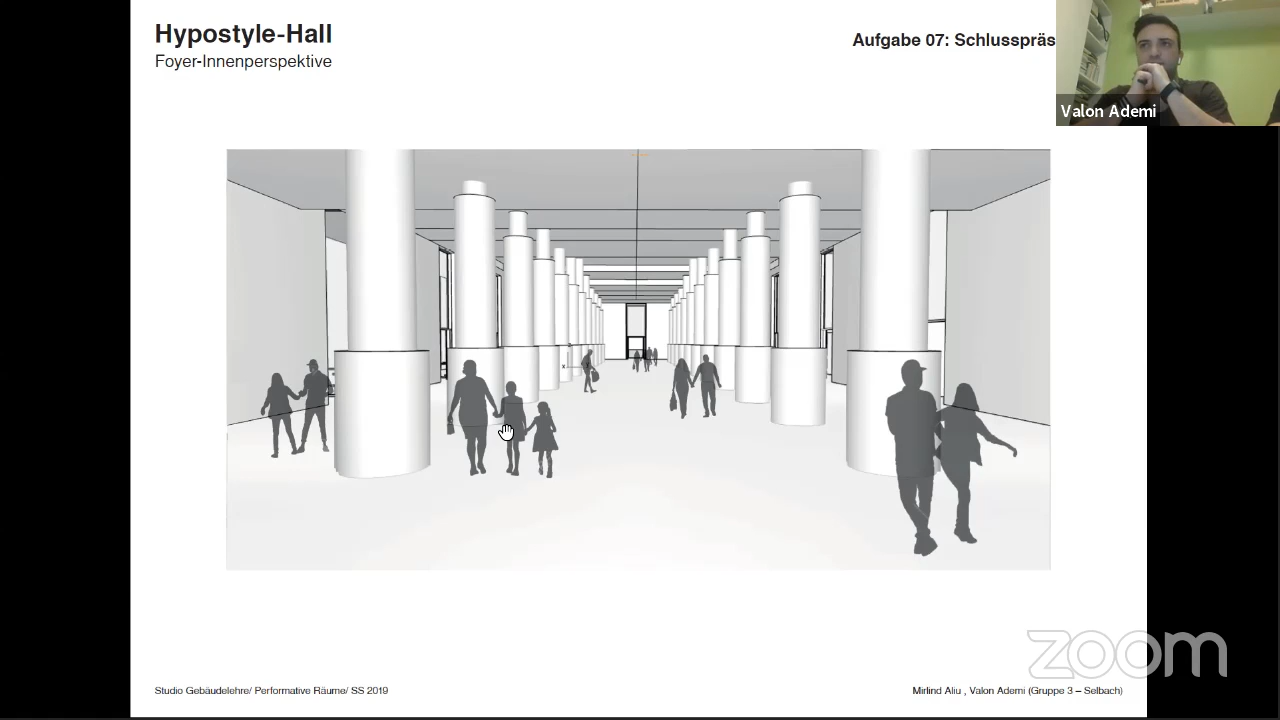 Hypostyle-Hall
Foyer-Innenperspektive
Aufgabe 07: Schlusspräs
Valon Ademi
zoom
Studio Gebäudelehre/ Performative Räume/ SS 2019
Mirlind Aliu , Valon Ademi (Gruppe 3 – Selbach)